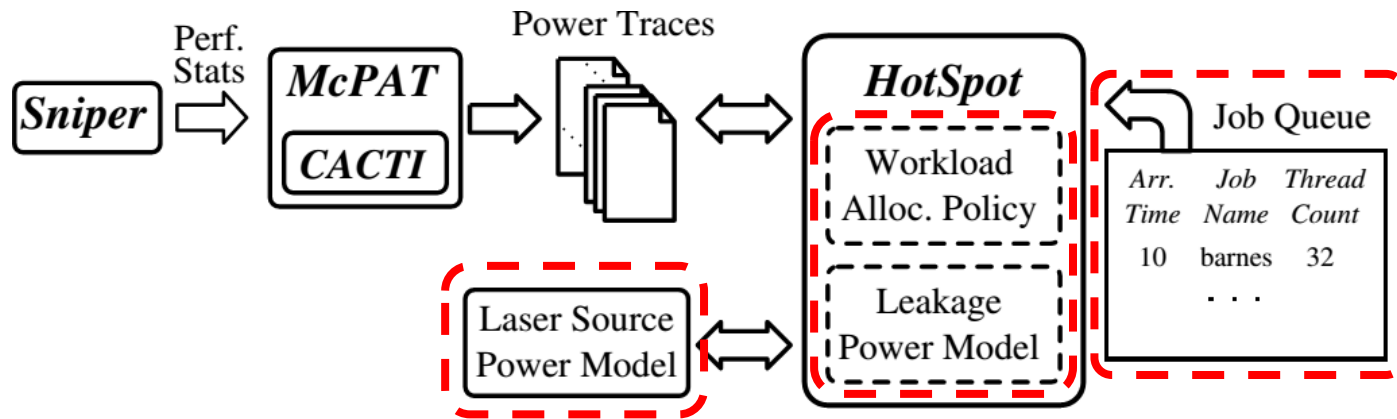 Sniper
Perf.
Stats
McPAT
CACTI
Power Traces
HotSpot
Workload
Alloc. Policy
Leakage
Power Model
Laser Source
Power Model
Job Queue
Arr. Job Thread
Time Name Count
10 barnes 32
. . .